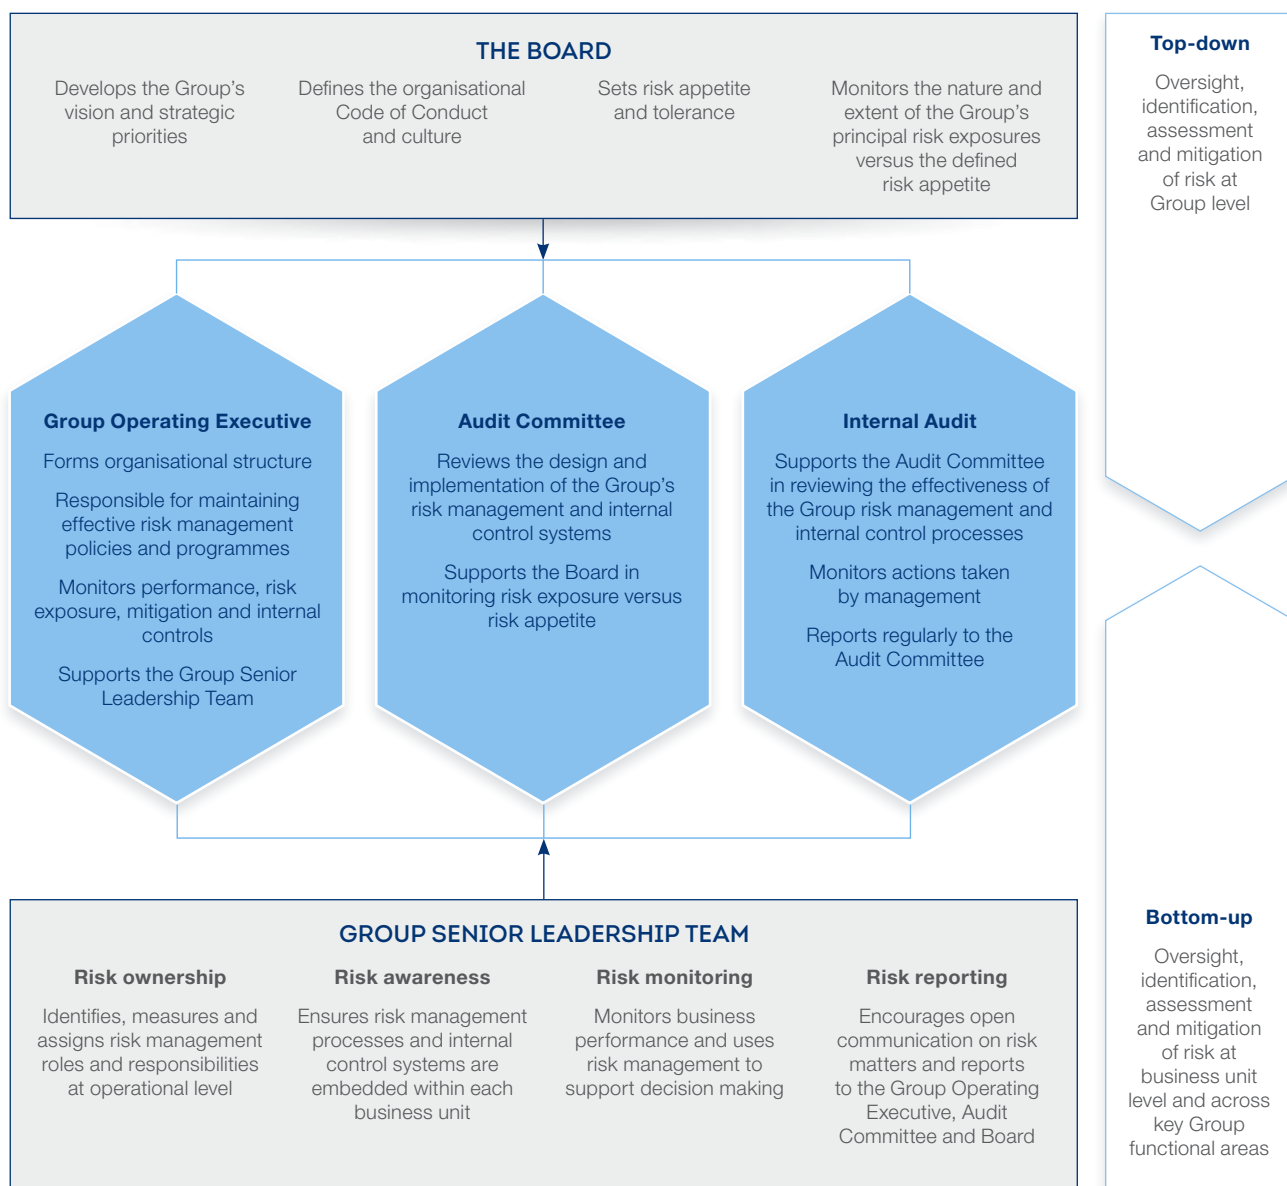 THE BOARD
Develops the Group's
vision and strategic
priorities
Defines the organisational
Code of Conduct
and culture
Sets risk appetite
and tolerance
Monitors the nature and
extent of the Group's
principal risk exposures
versus the defined
risk appetite
Top-down
Oversight,
identification,
assessment
and mitigation
of risk at
Group level
Group Operating Executive
Forms organisational structure
Responsible for maintaining
effective risk management
policies and programmes
Monitors performance, risk
exposure, mitigation and internal
controls
Supports the Group Senior
Leadership Team
Audit Committee
Reviews the design and
implementation of the Group's
risk management and internal
control systems
Supports the Board in
monitoring risk exposure versus
risk appetite
Internal Audit
Supports the Audit Committee
in reviewing the effectiveness of
the Group risk management and
internal control processes
Monitors actions taken
by management
Reports regularly to the
Audit Committee
GROUP SENIOR LEADERSHIP TEAM
Risk ownership
Identifies, measures and
assigns risk management
roles and responsibilities
at operational level
Risk awareness
Ensures risk management
processes and internal
control systems are
embedded within each
business unit
Risk monitoring
Monitors business
performance and uses
risk management to
support decision making
Risk reporting
Encourages open
communication on risk
matters and reports
to the Group Operating
Executive, Audit
Committee and Board
Bottom-up
Oversight,
identification,
assessment
and mitigation
of risk at
business unit
level and across
key Group
functional areas